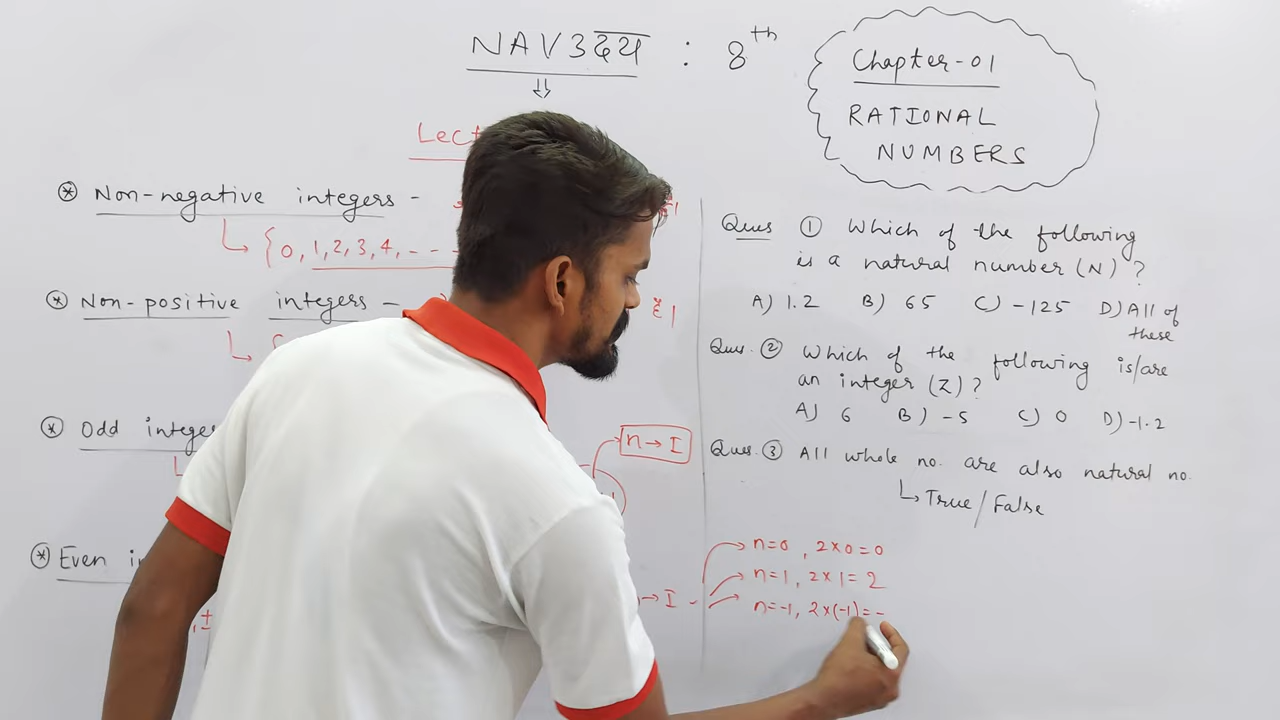 NAV3दय : 8th
⇓
Chapter-01
RATIONAL
NUMBERS
⊛ Non-negative integers -
↳ {0, 1, 2, 3, 4, - - -
⊛ Non-positive integers -
⊛ Odd
n → I
⊛ Even
→ I -
n=0, 2×0=0
n=1, 2×1=2
n=-1, 2×(-1)=-
Ques ① Which of the following
is a natural number (N) ?
A) 1.2 B) 65 C) -125 D) All of
these
Ques. ② Which of the following is/are
an integer (Z) ?
A) 6 B) -5 C) 0 D) -1.2
Ques. ③ All whole no. are also natural no.
↳ True/False